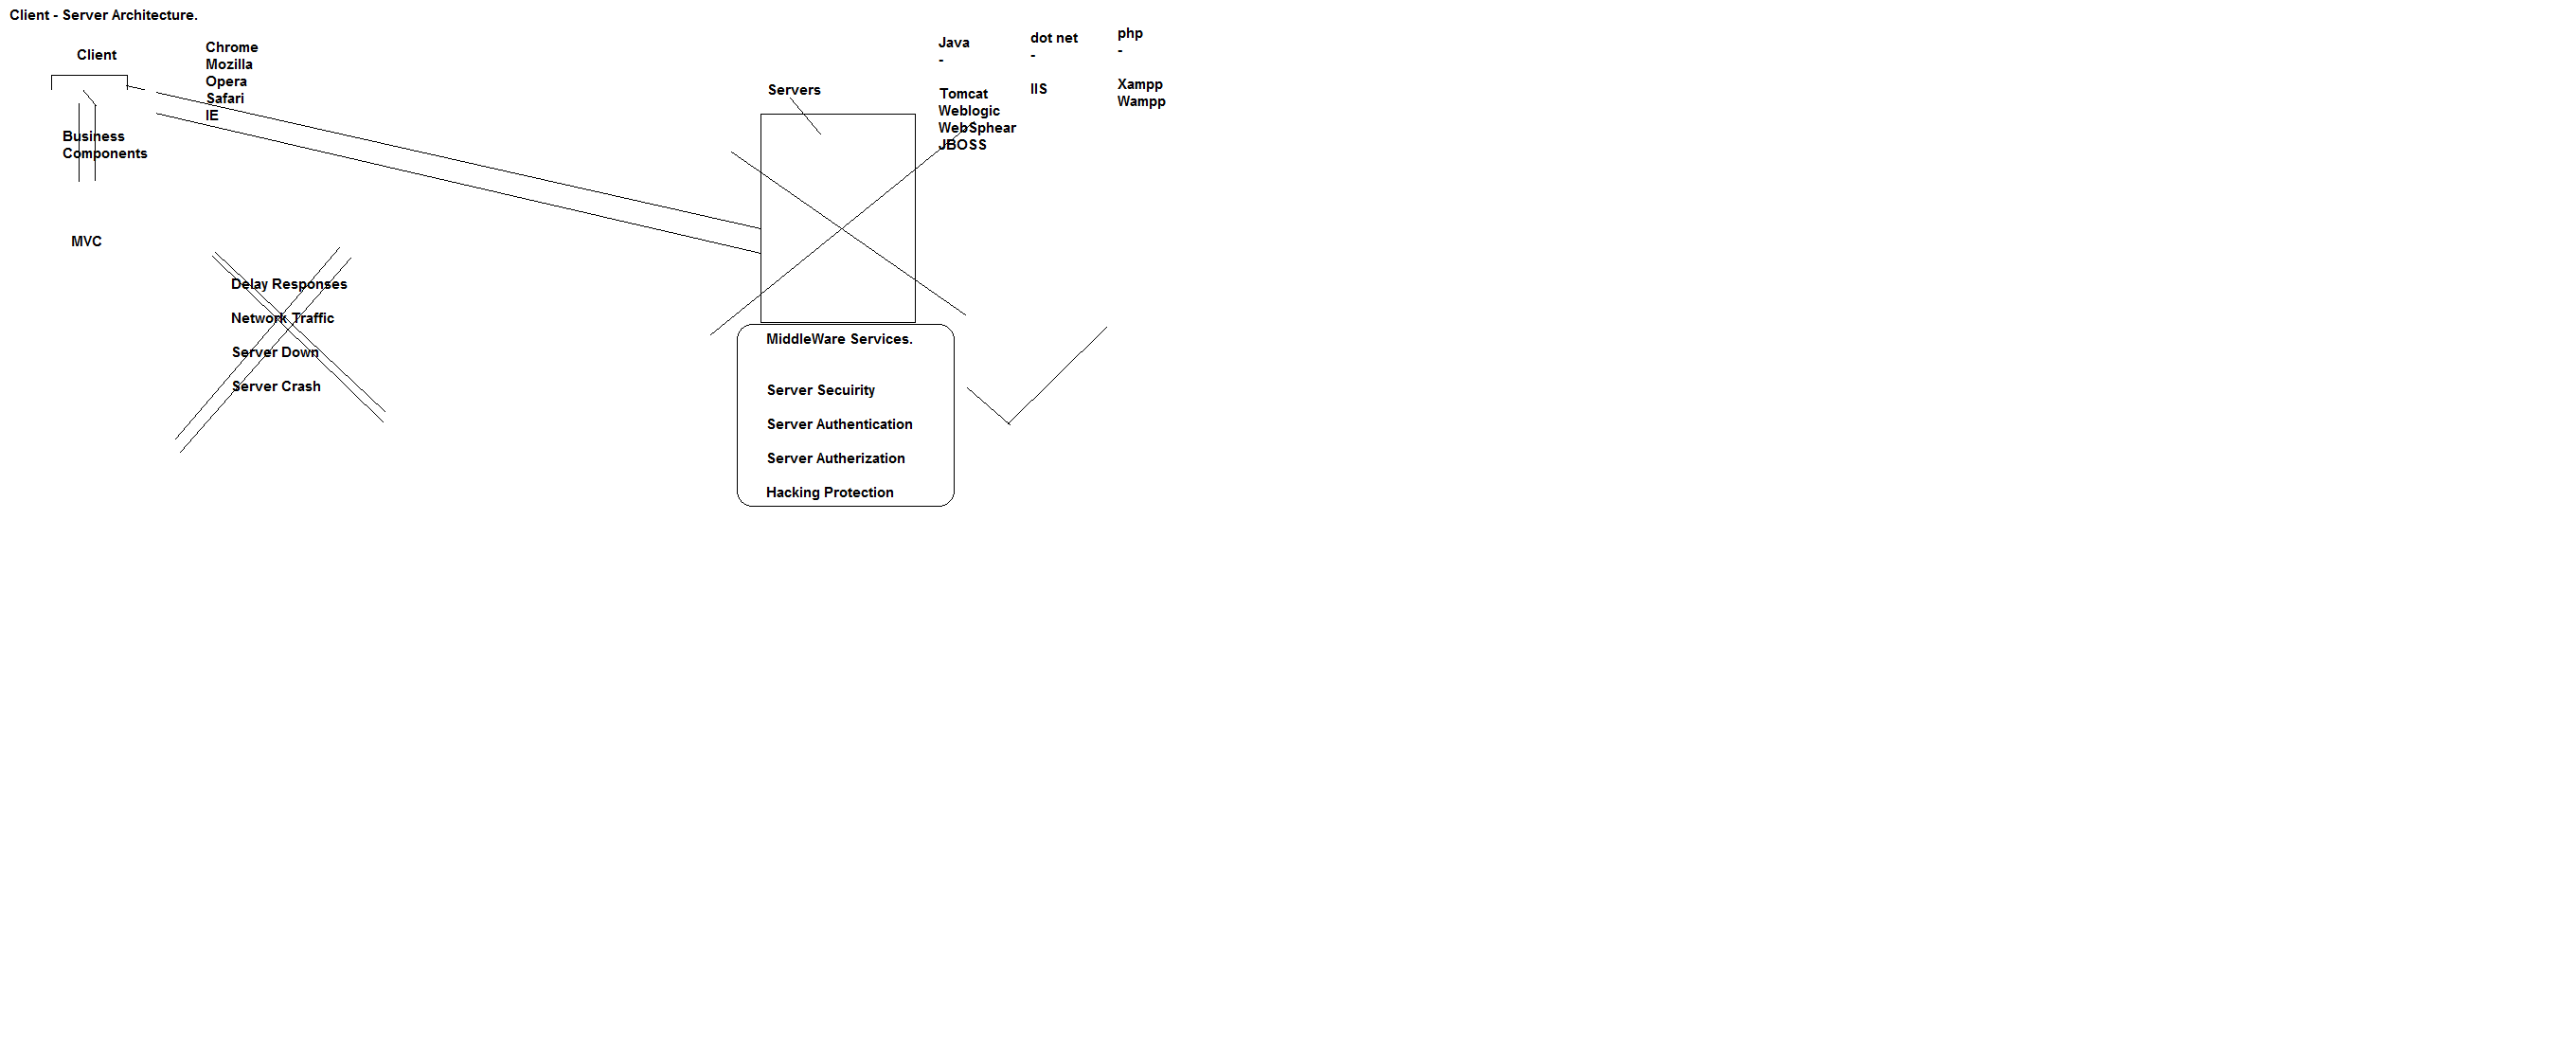 Client - Server Architecture.
Client
Chrome
Mozilla
Opera
Safari
IE
Business
Components
MVC
Delay Responses
Network Traffic
Server Down
Server Crash
Servers
Java
-
Tomcat
Weblogic
WebSphear
JBOSS
dot net
-
IIS
php
-
Xampp
Wampp
MiddleWare Services.
Server Secuirity
Server Authentication
Server Autherization
Hacking Protection